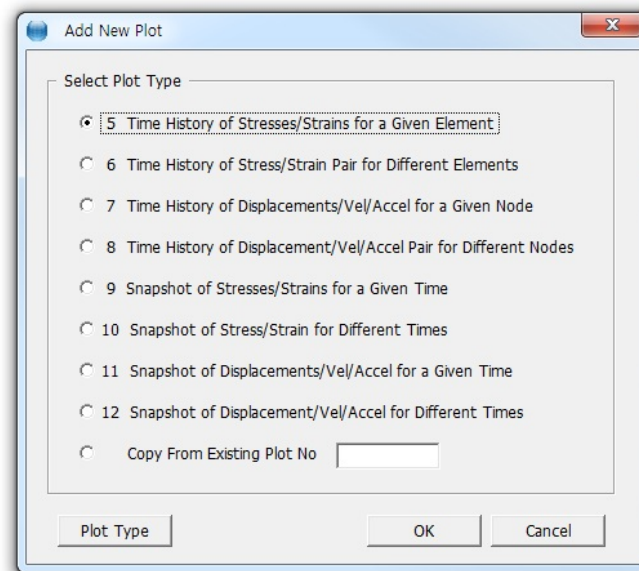 Add New Plot
Select Plot Type
5 Time History of Stresses/Strains for a Given Element
6 Time History of Stress/Strain Pair for Different Elements
7 Time History of Displacements/Vel/Accel for a Given Node
8 Time History of Displacement/Vel/Accel Pair for Different Nodes
9 Snapshot of Stresses/Strains for a Given Time
10 Snapshot of Stress/Strain for Different Times
11 Snapshot of Displacements/Vel/Accel for a Given Time
12 Snapshot of Displacement/Vel/Accel for Different Times
Copy From Existing Plot No
Plot Type OK Cancel